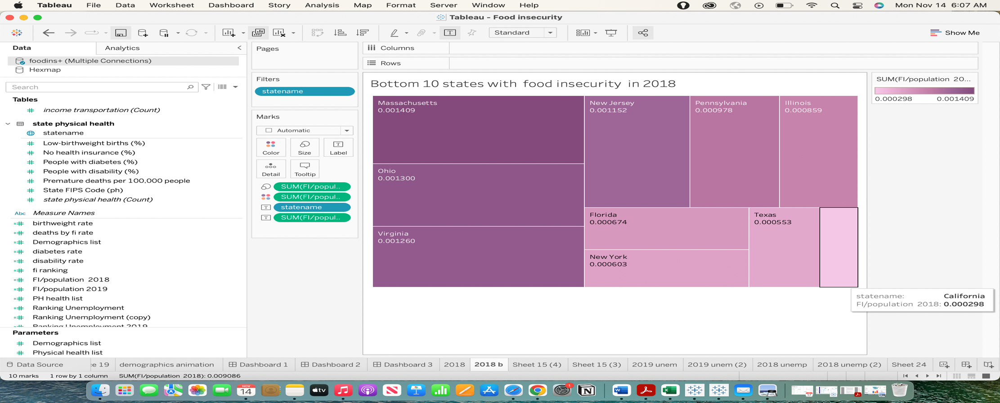 Tableau File Data Worksheet Dashboard Story Analysis Map Format Server Window Help Mon Nov 14 6:07 AM
Tableau - Food insecurity
Standard Show Me
Data Analytics
foodins+ (Multiple Connections)
Hexmap
Search
Tables
income transportation (Count)
state physical health
statename
Low-birthweight births (%)
No health insurance (%)
People with diabetes (%)
People with disability (%)
Premature deaths per 100,000 people
State FIPS Code (ph)
state physical health (Count)
Abc Measure Names
birthweight rate
deaths by fi rate
Demographics list
diabetes rate
disability rate
fi ranking
FI/population 2018
FI/population 2019
PH health list
Ranking Unemployment
Ranking Unemployment (copy)
Ranking Unemployment 2019
Parameters
Demographics list
Physical health list
Pages
Filters
statename
Marks
Automatic
Color Size Label
Detail Tooltip
SUM(FI/popul..
SUM(FI/popul..
statename
SUM(FI/popul..
Columns
Rows
Bottom 10 states with food insecurity in 2018
Massachusetts
0.001409
Ohio
0.001300
Virginia
0.001260
New Jersey
0.001152
Pennsylvania
0.000978
Illinois
0.000859
Florida
0.000674
New York
0.000603
Texas
0.000553
statename: California
FI/population 2018: 0.000298
SUM(FI/population 20...
0.000298 0.001409
Data Source :e 19 demographics animation Dashboard 1 Dashboard 2 Dashboard 3 2018 2018 b Sheet 15 (4) Sheet 15 (3) 2019 unem 2019 unem (2) 2018 unemp 2018 unemp (2) Sheet 24
10 marks 1 row by 1 column SUM(FI/population 2018): 0.009086
NOV
14
tv
1
17